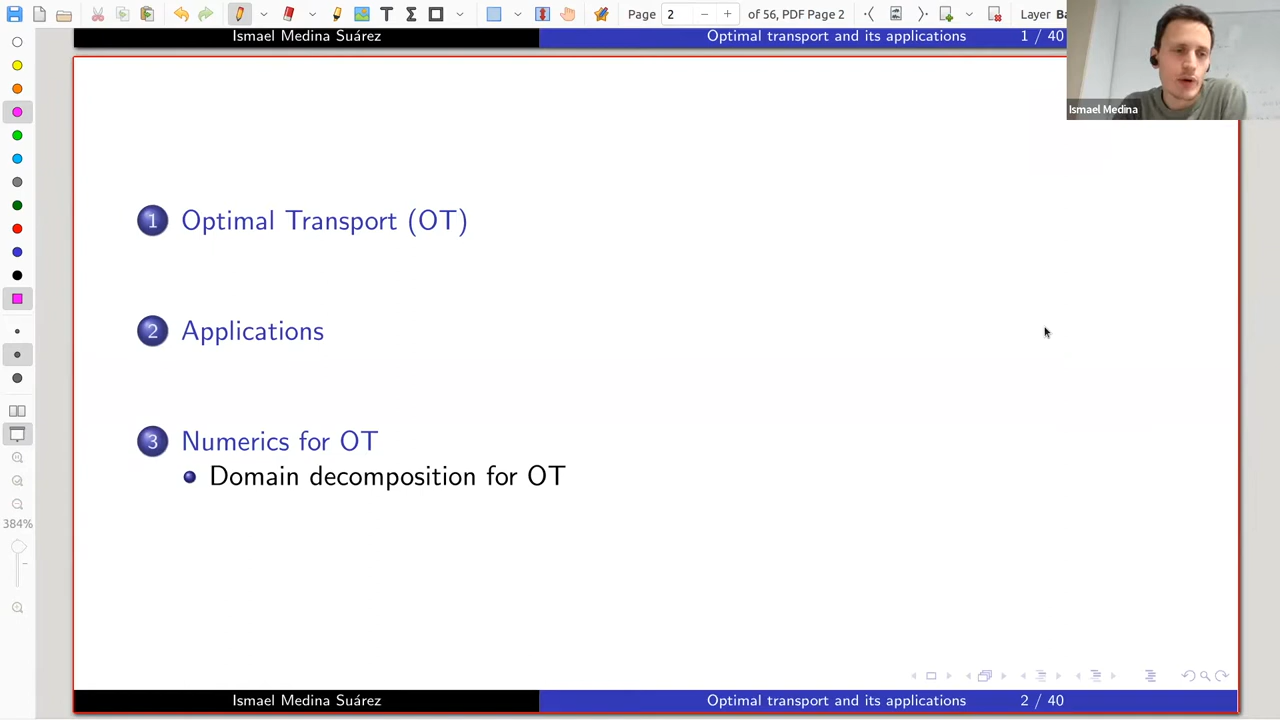 Page 2 of 56, PDF Page 2 Layer Ba
Ismael Medina Suárez Optimal transport and its applications 1 / 40
Ismael Medina
1 Optimal Transport (OT)
2 Applications
3 Numerics for OT
Domain decomposition for OT
384%
Ismael Medina Suárez Optimal transport and its applications 2 / 40